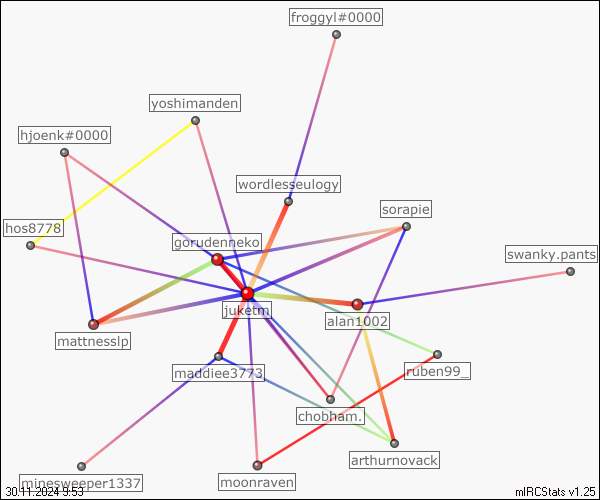 froggyl#0000
yoshimanden
hjoenk#0000
wordlesseulogy
sorapie
hos8778
gorudenneko
swanky.pants
juketm
alan1002
mattnesslp
maddiee3773
ruben99_
chobham.
arthurnovack
minesweeper1337
moonraven
30.11.2024 9:53
mIRCStats v1.25